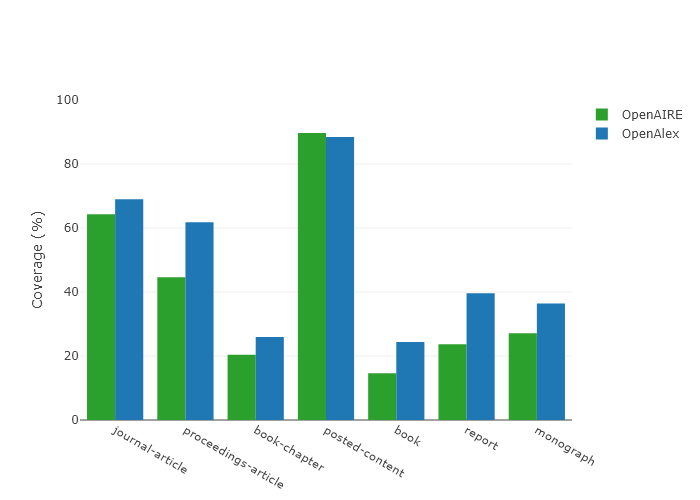 100
80
60
40
20
0
Coverage (%)
journal-article
proceedings-article
book-chapter
posted-content
book
report
monograph
OpenAIRE
OpenAlex